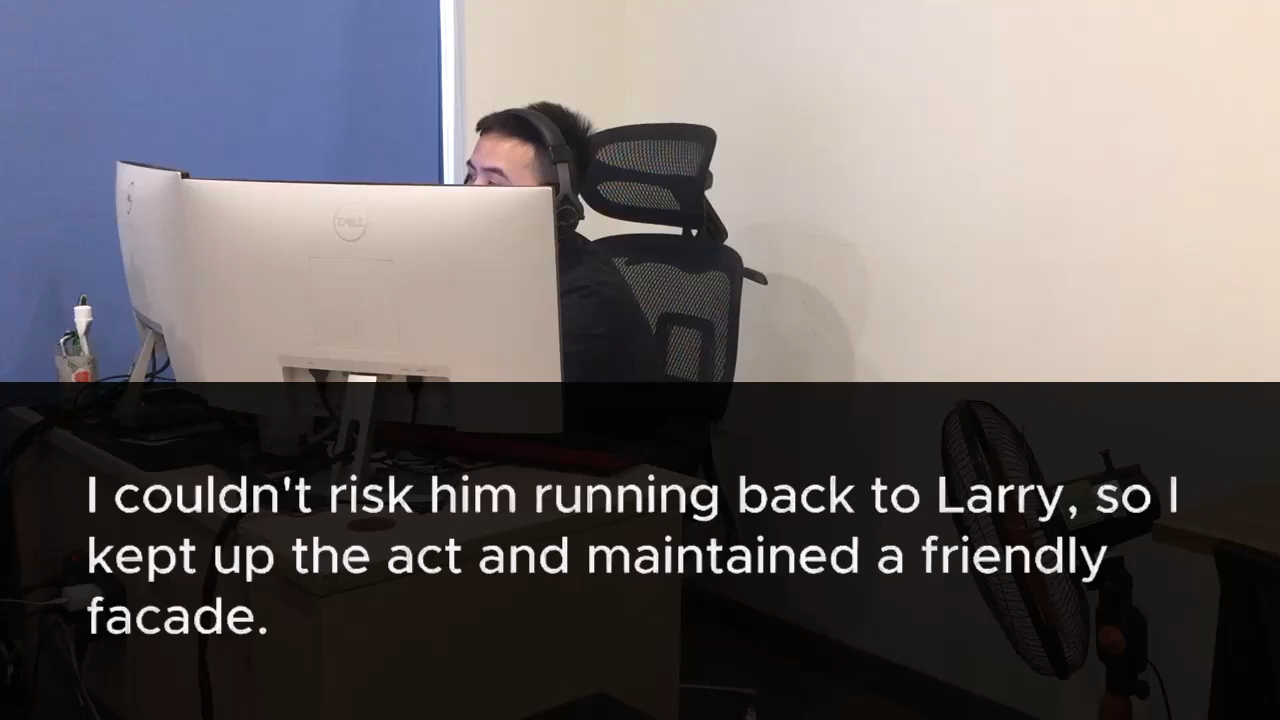 DELL
I couldn't risk him running back to Larry, so I
kept up the act and maintained a friendly
facade.